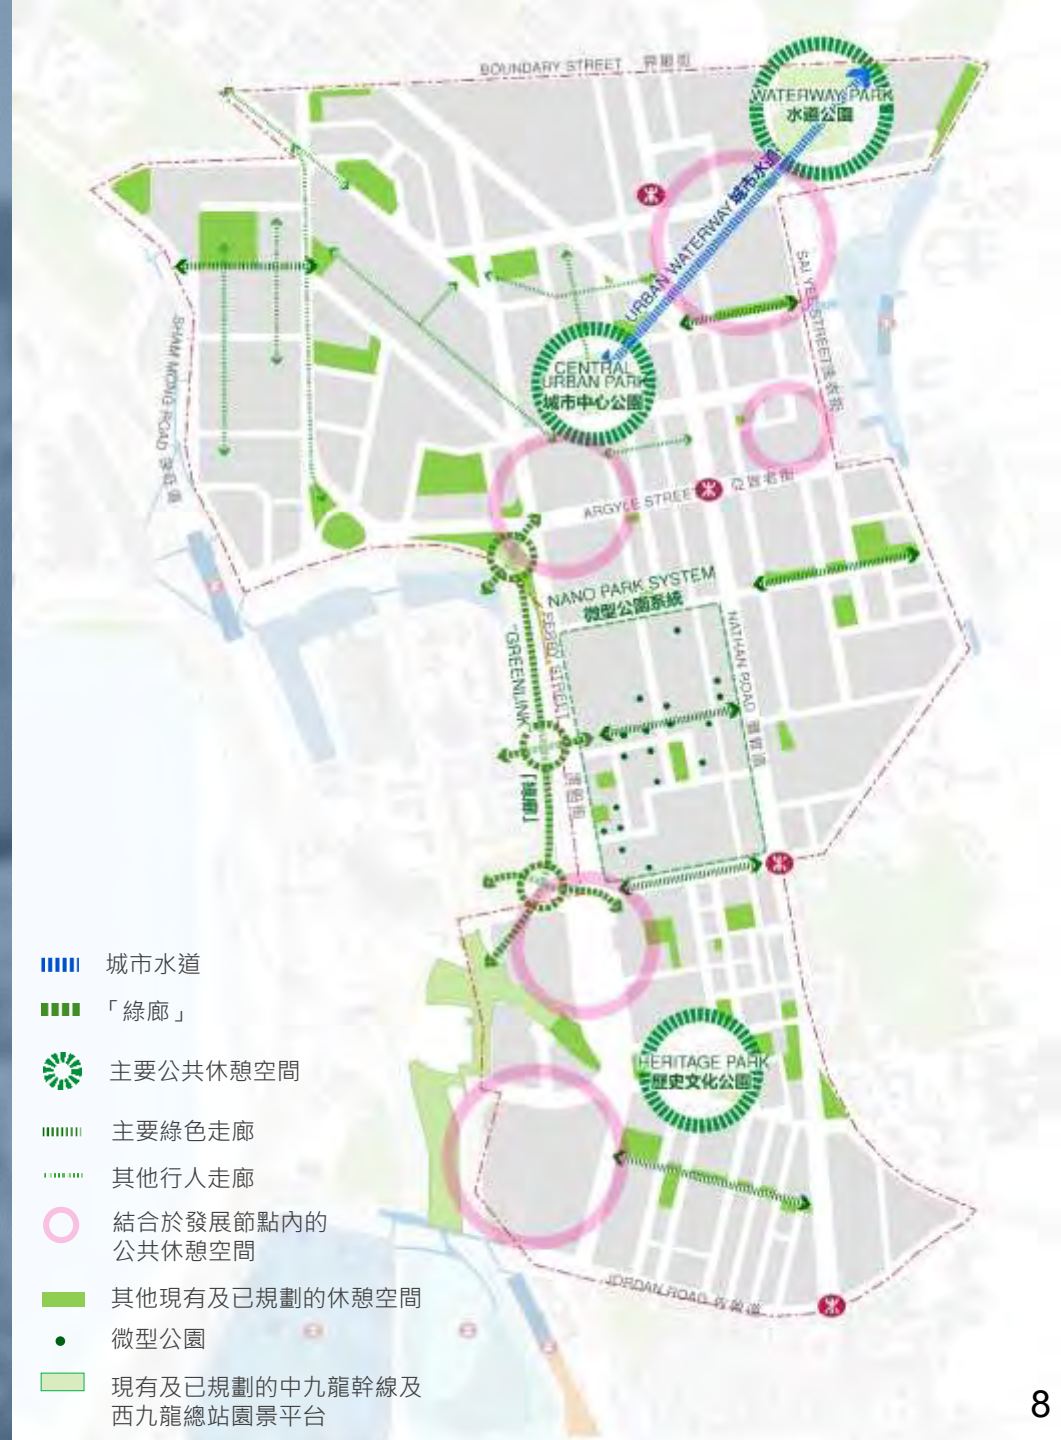 BOUNDARY STREET 界限街
WATERWAY PARK
水道公園
URBAN WATERWAY 城市水道
SAI YEE STREET 洗衣街
CENTRAL
URBAN PARK
城市中心公園
SHAM MONG ROAD 深旺道
ARGYLE STREET 亞皆老街
NANO PARK SYSTEM
微型公園系統
FERRY STREET 渡船街
"GREENLINK"
「綠廊」
NATHAN ROAD 彌敦道
HERITAGE PARK
歷史文化公園
JORDAN ROAD 佐敦道
城市水道
「綠廊」
主要公共休憩空間
主要綠色走廊
其他行人走廊
結合於發展節點內的
公共休憩空間
其他現有及已規劃的休憩空間
微型公園
現有及已規劃的中九龍幹線及
西九龍總站園景平台
8